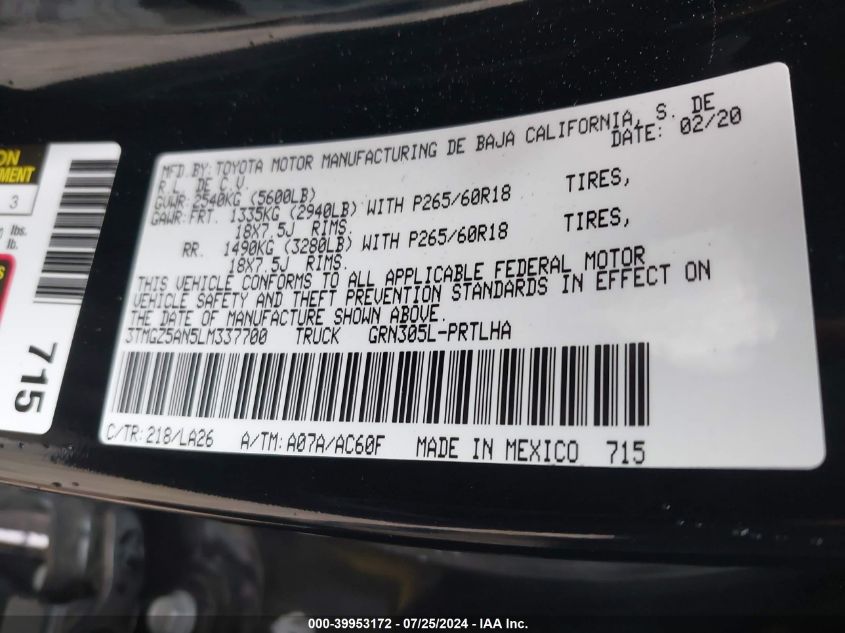 MFD.BY:TOYOTA MOTOR MANUFACTURING DE BAJA CALIFORNIA, S. DE
R.L. DE C.V. DATE: 02/20
GVWR: 2540KG (5600LB)
GAWR:FRT. 1335KG (2940LB) WITH P265/60R18 TIRES,
18X7.5J RIMS.
RR. 1490KG (3280LB) WITH P265/60R18 TIRES,
18X7.5J RIMS.
THIS VEHICLE CONFORMS TO ALL APPLICABLE FEDERAL MOTOR
VEHICLE SAFETY AND THEFT PREVENTION STANDARDS IN EFFECT ON
THE DATE OF MANUFACTURE SHOWN ABOVE.
3TMGZ5AN5LM337700 TRUCK GRN305L-PRTLHA
C/TR:218/LA26 A/TM:A07A/AC60F MADE IN MEXICO 715
3
lbs.
lb.
715
000-39953172 - 07/25/2024 - IAA Inc.